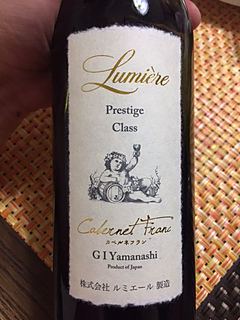 Lumière
Prestige
Class
Cabernet Franc
カベルネフラン
G I Yamanashi
Product of Japan
株式会社 ルミエール 製造